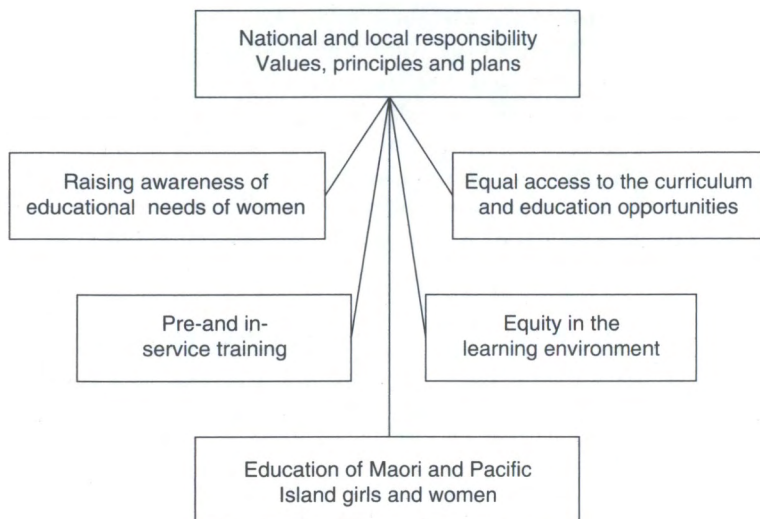 National and local responsibility
Values, principles and plans
Raising awareness of
educational needs of women
Equal access to the curriculum
and education opportunities
Pre-and in-
service training
Equity in the
learning environment
Education of Maori and Pacific
Island girls and women